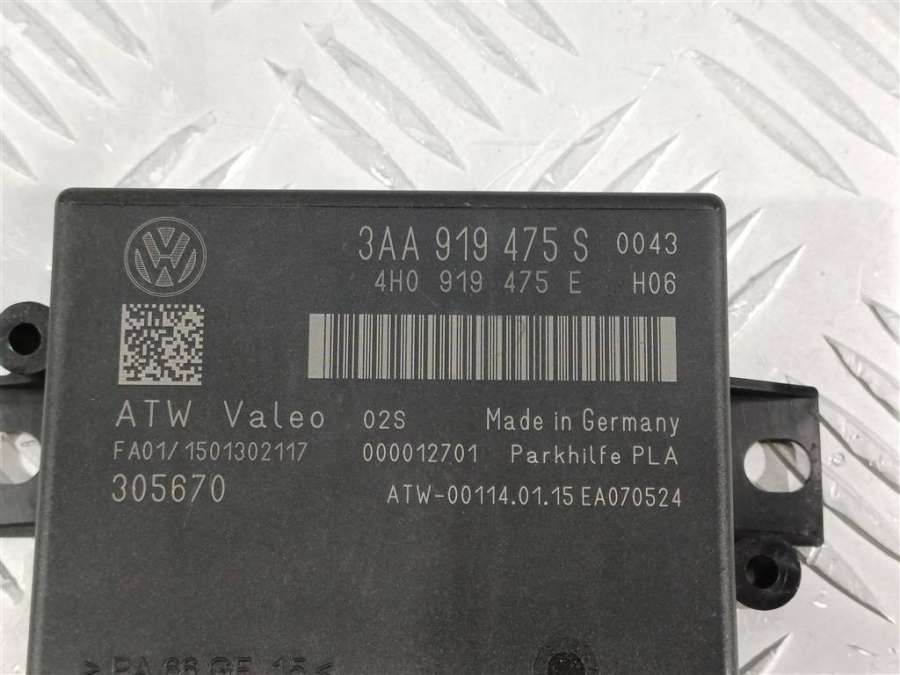 3AA 919 475 S 0043
4H0 919 475 E H06
ATW Valeo 02S Made in Germany
FA01/1501302117 000012701 Parkhilfe PLA
305670 ATW-00114.01.15 EA070524